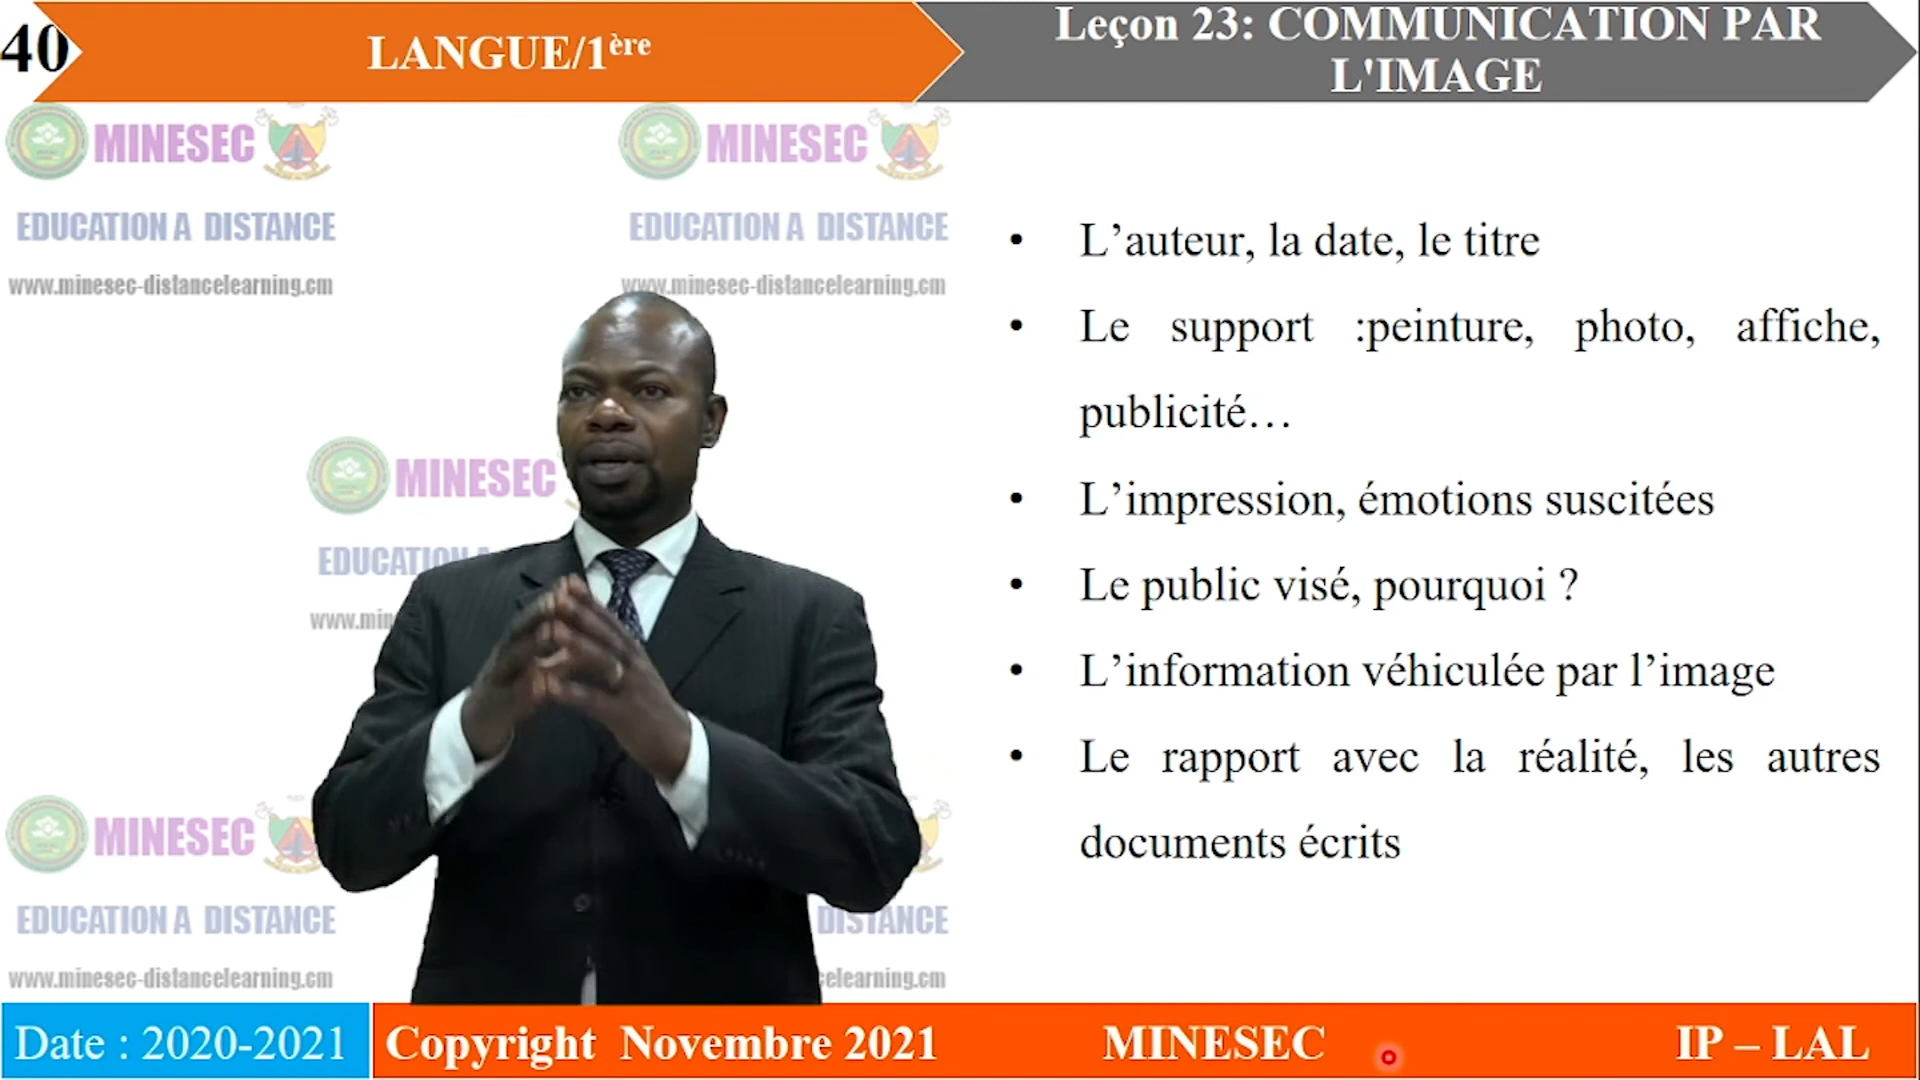 40
LANGUE/1ère
Leçon 23: COMMUNICATION PAR
L'IMAGE
MINESEC
EDUCATION A DISTANCE
www.minesec-distancelearning.cm
MINESEC
EDUCATION A DISTANCE
www.minesec-distancelearning.cm
• L’auteur, la date, le titre
• Le support :peinture, photo, affiche,
publicité…
• L’impression, émotions suscitées
• Le public visé, pourquoi ?
• L’information véhiculée par l’image
• Le rapport avec la réalité, les autres
documents écrits
MINESEC
MINESEC
EDUCATION A DISTANCE
www.minesec-distancelearning.cm
DISTANCE
Date : 2020-2021
Copyright Novembre 2021
MINESEC
IP – LAL